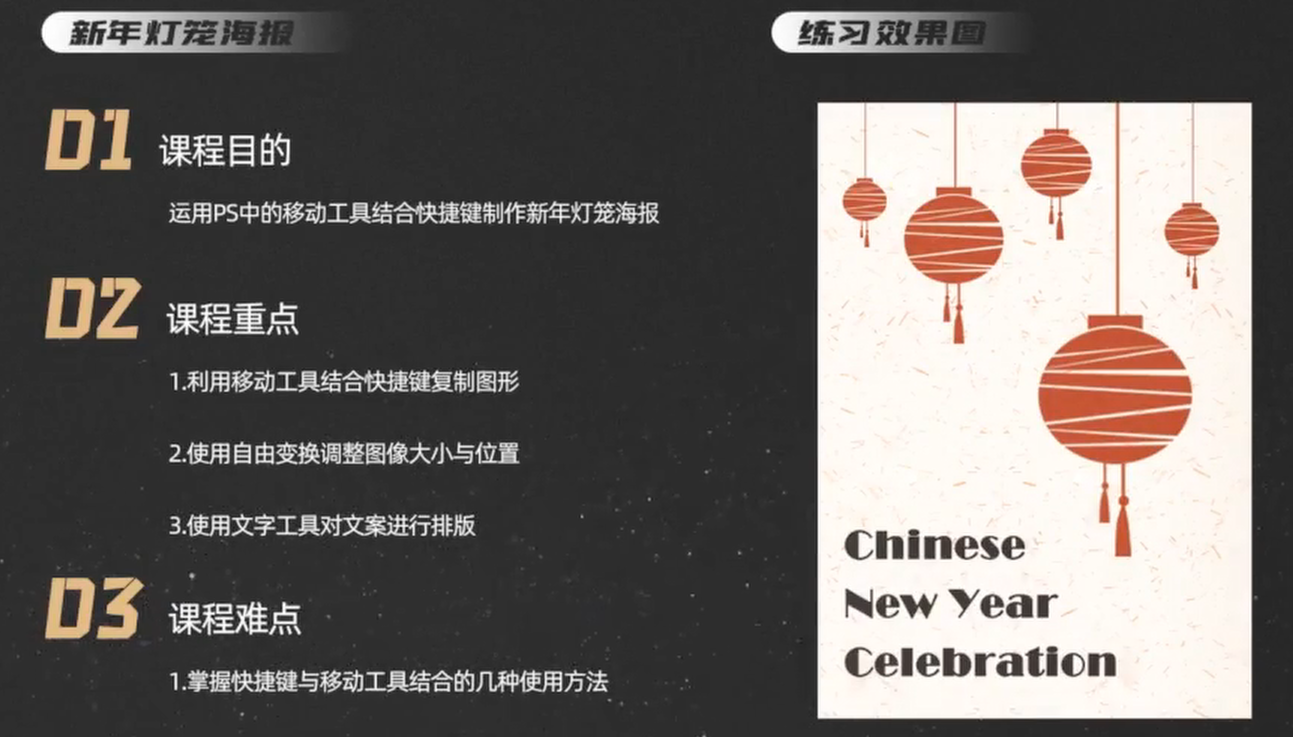 新年灯笼海报
01 课程目的
运用PS中的移动工具结合快捷键制作新年灯笼海报
02 课程重点
1.利用移动工具结合快捷键复制图形
2.使用自由变换调整图像大小与位置
3.使用文字工具对文案进行排版
03 课程难点
1.掌握快捷键与移动工具结合的几种使用方法
练习效果图
Chinese
New Year
Celebration